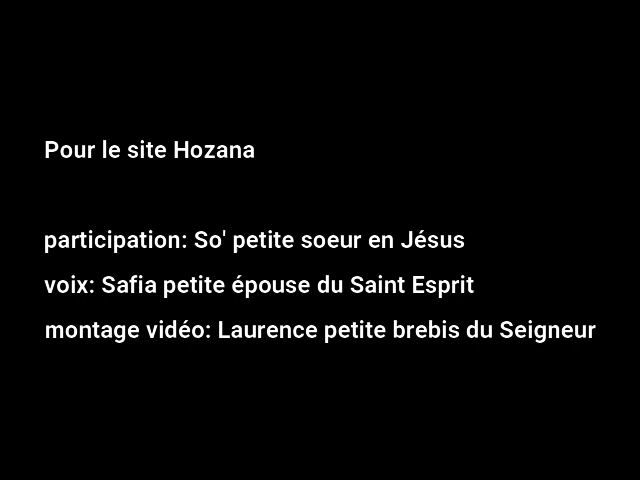 Pour le site Hozana
participation: So' petite soeur en Jésus
voix: Safia petite épouse du Saint Esprit
montage vidéo: Laurence petite brebis du Seigneur